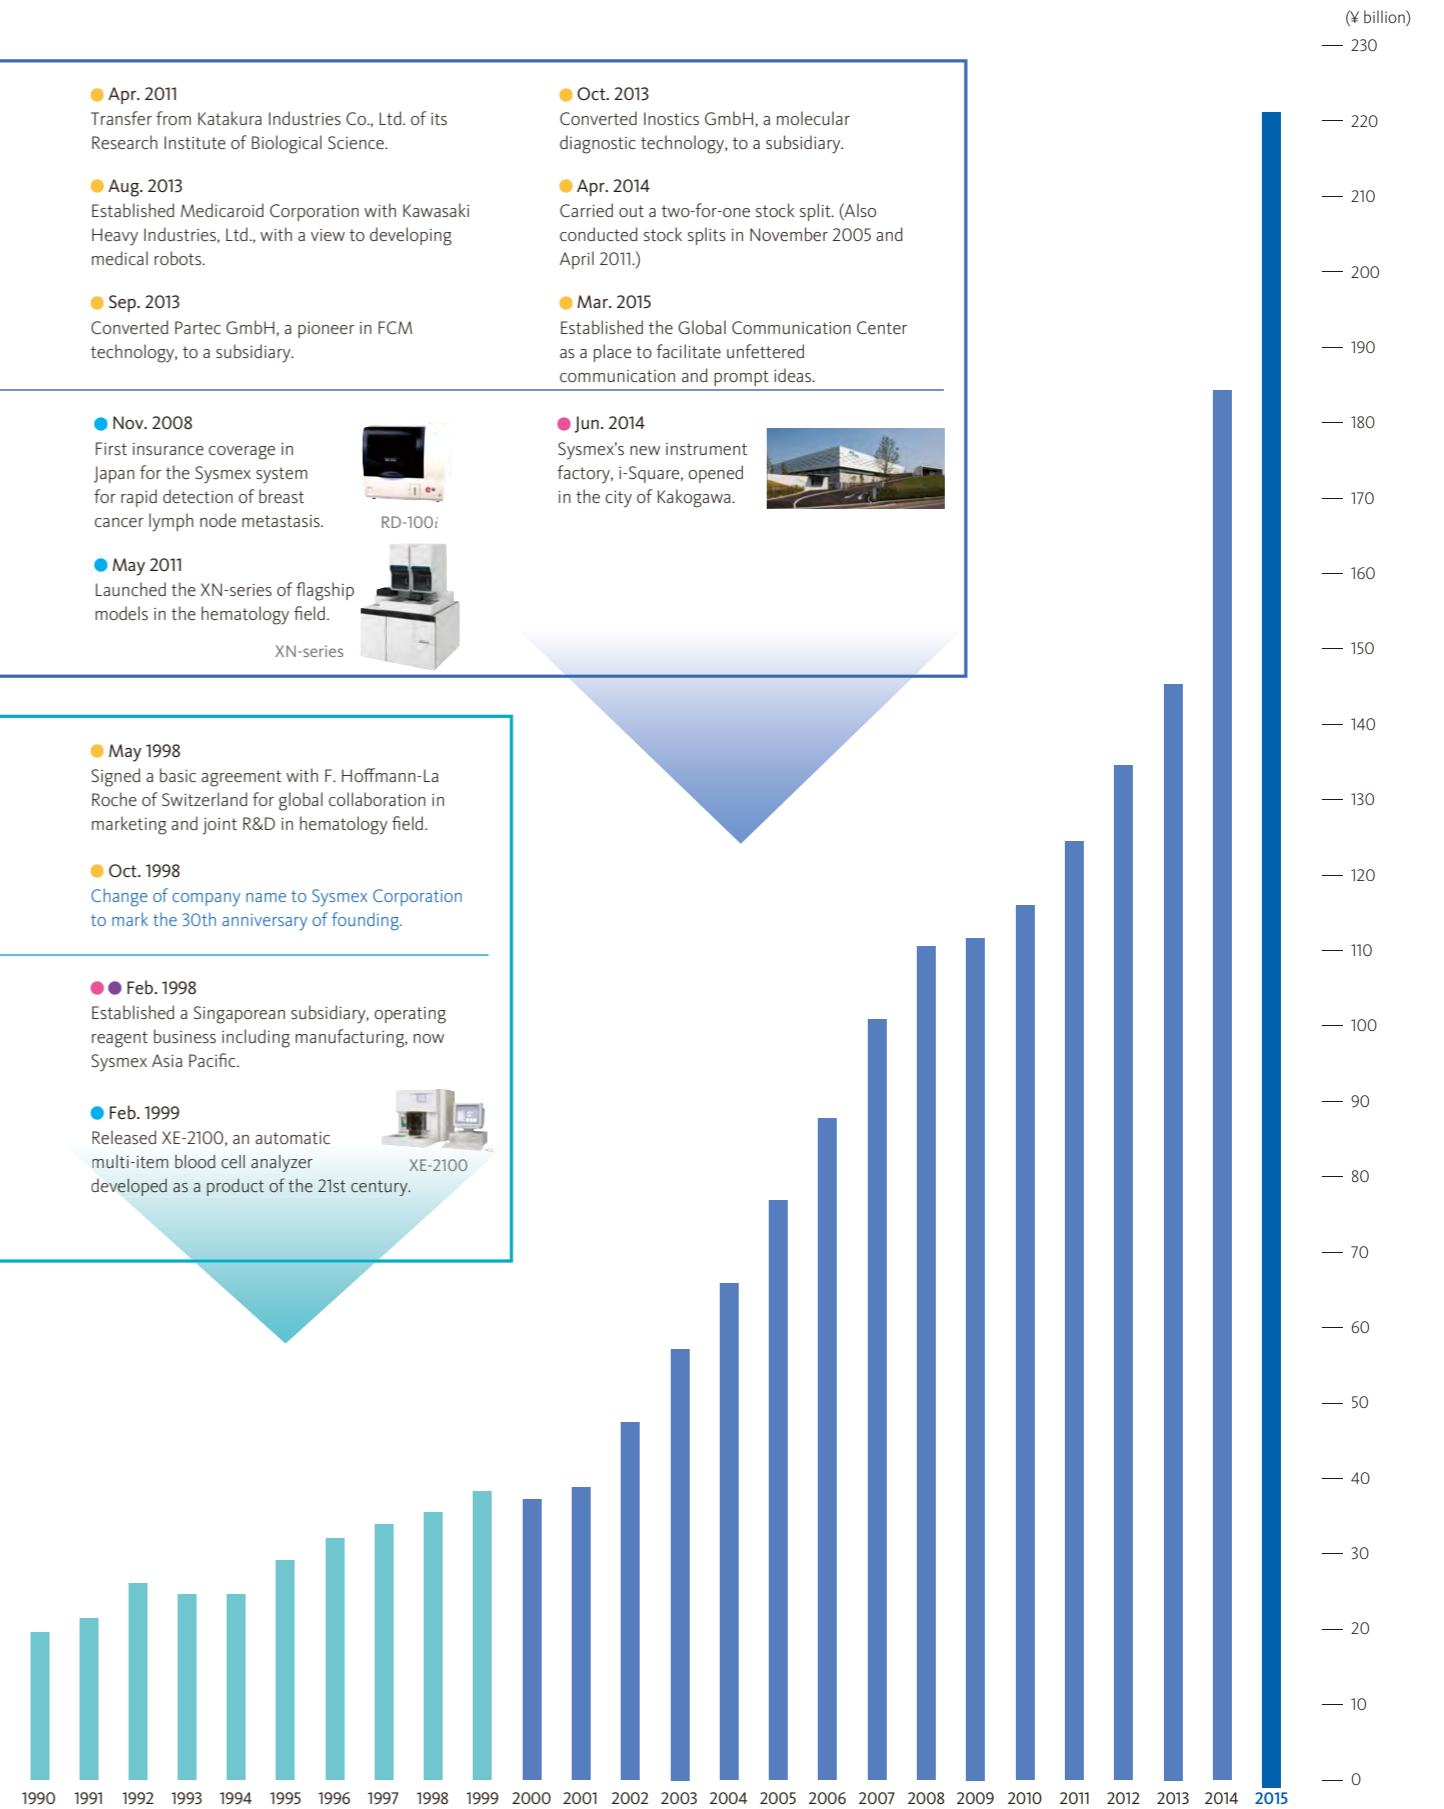 (¥ billion)
230
220
210
200
190
180
170
160
150
140
130
120
110
100
90
80
70
60
50
40
30
20
10
0
Apr. 2011
Transfer from Katakura Industries Co., Ltd. of its
Research Institute of Biological Science.
Aug. 2013
Established Medicaroid Corporation with Kawasaki
Heavy Industries, Ltd., with a view to developing
medical robots.
Sep. 2013
Converted Partec GmbH, a pioneer in FCM
technology, to a subsidiary.
Oct. 2013
Converted Inostics GmbH, a molecular
diagnostic technology, to a subsidiary.
Apr. 2014
Carried out a two-for-one stock split. (Also
conducted stock splits in November 2005 and
April 2011.)
Mar. 2015
Established the Global Communication Center
as a place to facilitate unfettered
communication and prompt ideas.
Nov. 2008
First insurance coverage in
Japan for the Sysmex system
for rapid detection of breast
cancer lymph node metastasis.
RD-100i
May 2011
Launched the XN-series of flagship
models in the hematology field.
XN-series
Jun. 2014
Sysmex's new instrument
factory, i-Square, opened
in the city of Kakogawa.
May 1998
Signed a basic agreement with F. Hoffmann-La
Roche of Switzerland for global collaboration in
marketing and joint R&D in hematology field.
Oct. 1998
Change of company name to Sysmex Corporation
to mark the 30th anniversary of founding.
Feb. 1998
Established a Singaporean subsidiary, operating
reagent business including manufacturing, now
Sysmex Asia Pacific.
Feb. 1999
Released XE-2100, an automatic
multi-item blood cell analyzer
developed as a product of the 21st century.
XE-2100
1990 1991 1992 1993 1994 1995 1996 1997 1998 1999 2000 2001 2002 2003 2004 2005 2006 2007 2008 2009 2010 2011 2012 2013 2014 2015